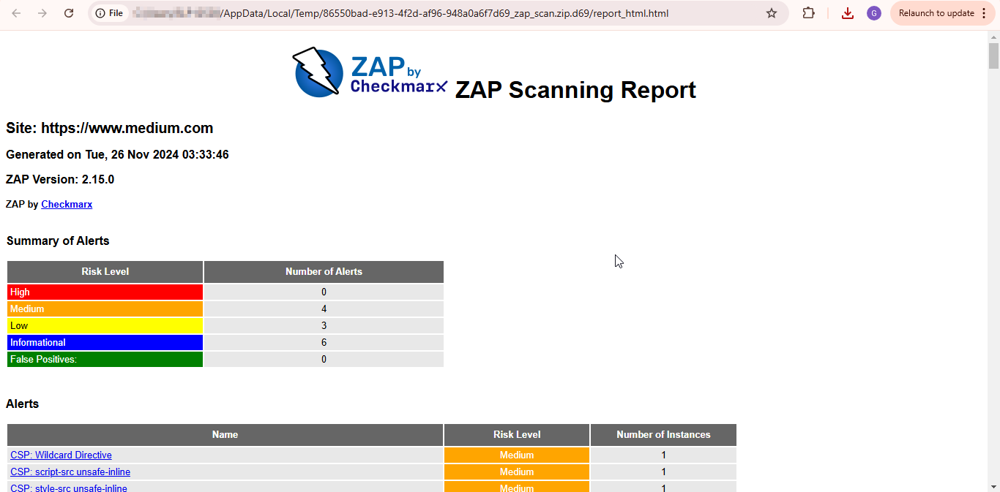 File /AppData/Local/Temp/86550bad-e913-4f2d-af96-948a0a6f7d69_zap_scan.zip.d69/report_html.html G Relaunch to update
ZAP by Checkmarx ZAP Scanning Report
Site: https://www.medium.com
Generated on Tue, 26 Nov 2024 03:33:46
ZAP Version: 2.15.0
ZAP by Checkmarx
Summary of Alerts
Risk Level Number of Alerts
High 0
Medium 4
Low 3
Informational 6
False Positives: 0
Alerts
Name Risk Level Number of Instances
CSP: Wildcard Directive Medium 1
CSP: script-src unsafe-inline Medium 1
CSP: style-src unsafe-inline Medium 1